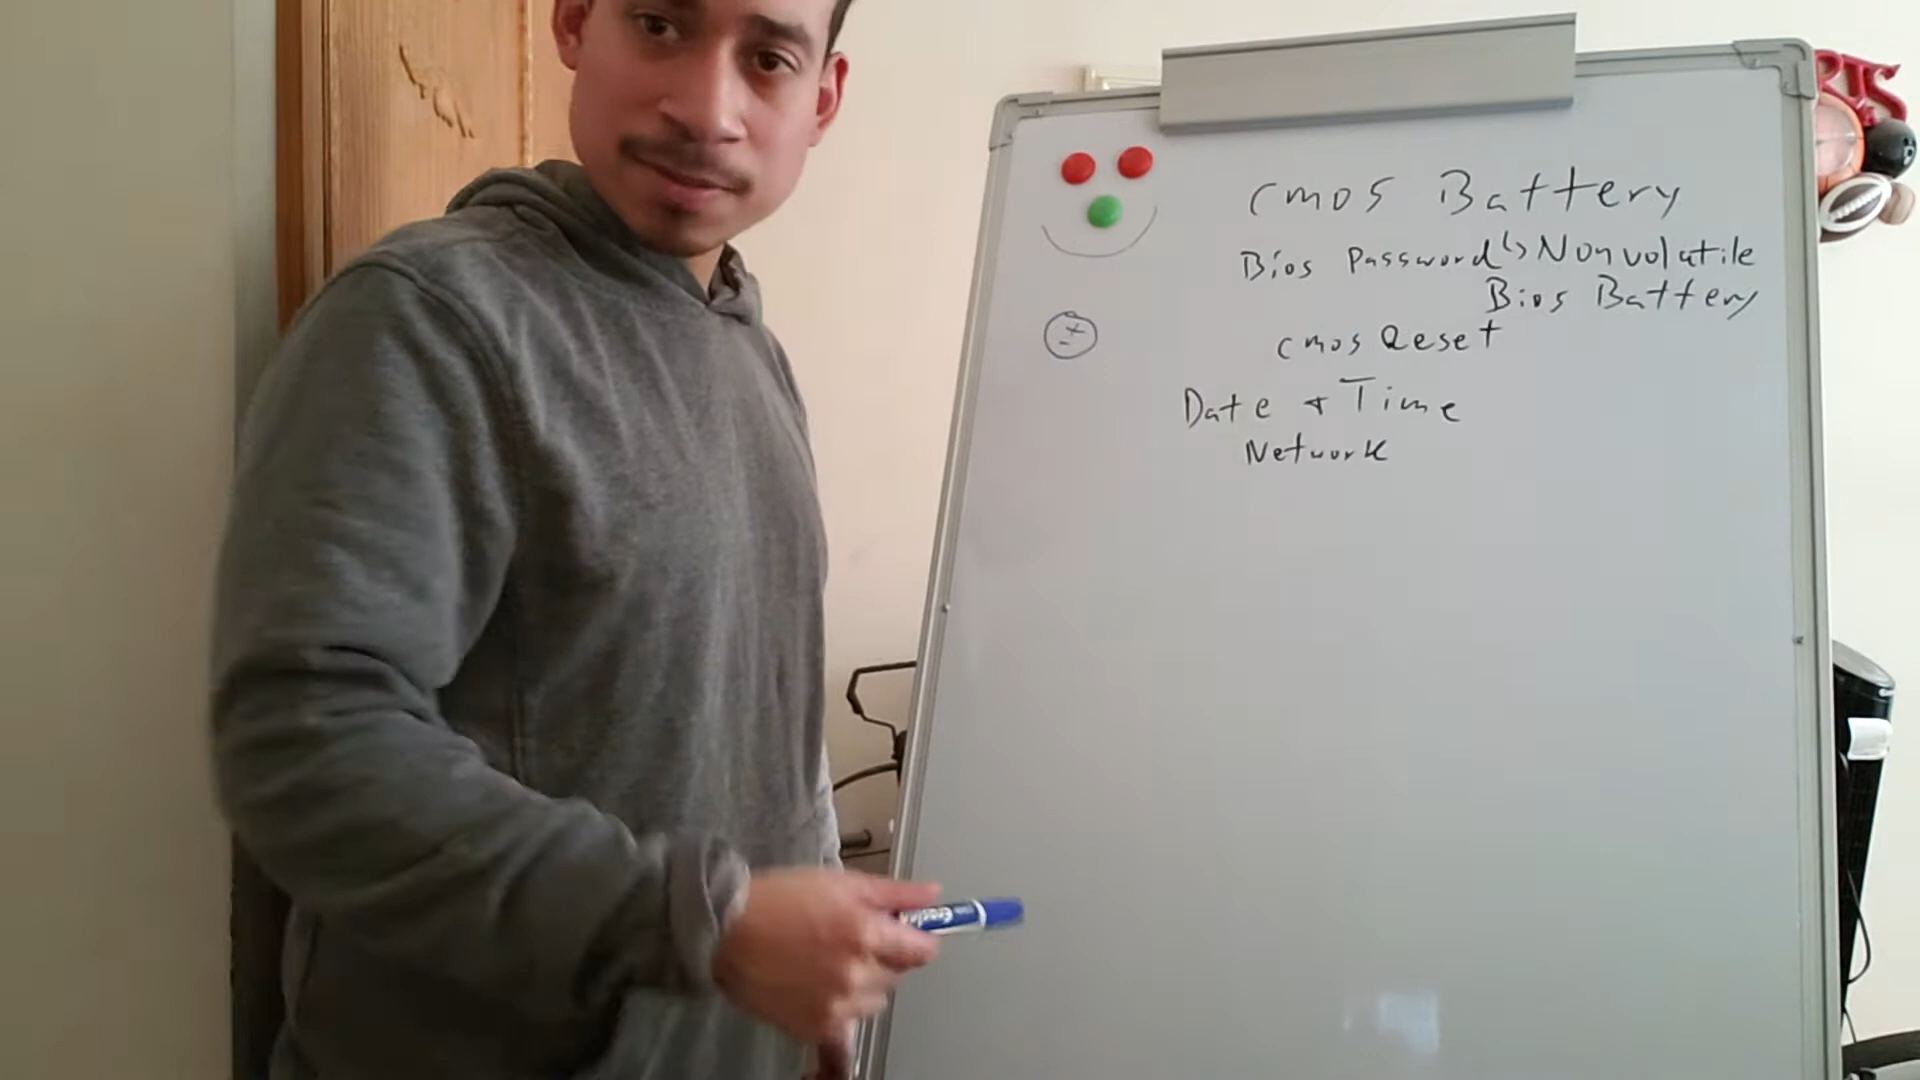 CMOS Battery
Bios Password ↳ Nonvolatile
Bios Battery
+
-
CMOS Reset
Date + Time
Network